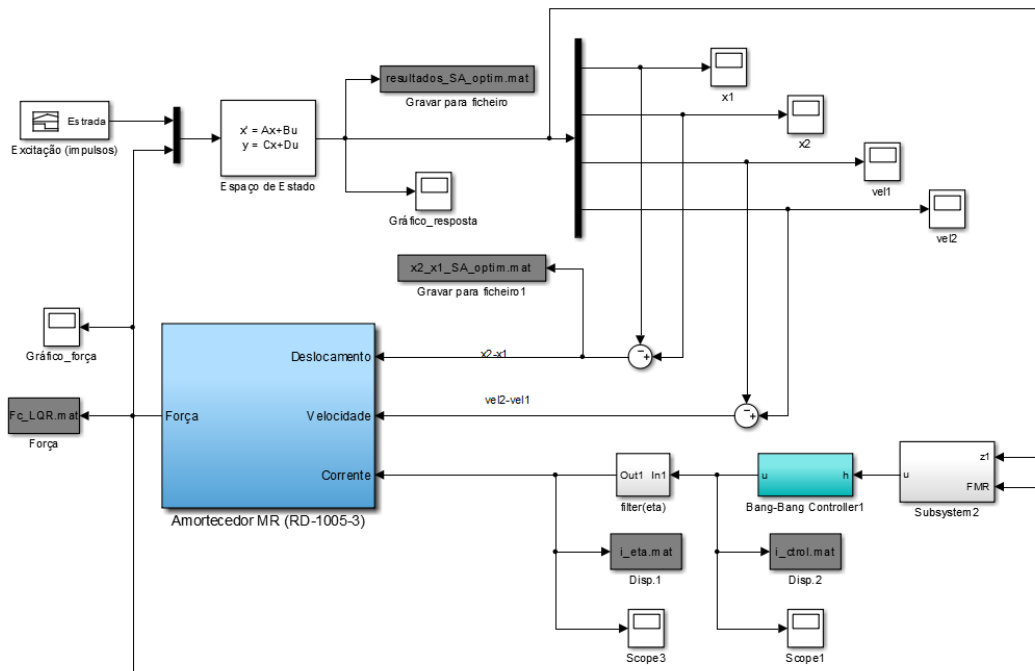 resultados_SA_optim.mat
Gravar para ficheiro
x1
Estrada
Excitação (impulsos)
x' = Ax+Bu
y = Cx+Du
Espaço de Estado
x2
Gráfico_resposta
vel1
vel2
x2_x1_SA_optim.mat
Gravar para ficheiro1
Gráfico_força
Deslocamento
x2-x1
−
+
vel2-vel1
Fc_LQR.mat
Força
Força
Velocidade
−
+
Corrente
Out1 In1
filter(eta)
u h
Bang-Bang Controller1
z1
u
FMR
Subsystem2
Amortecedor MR (RD-1005-3)
i_eta.mat
Disp.1
i_ctrol.mat
Disp.2
Scope3
Scope1